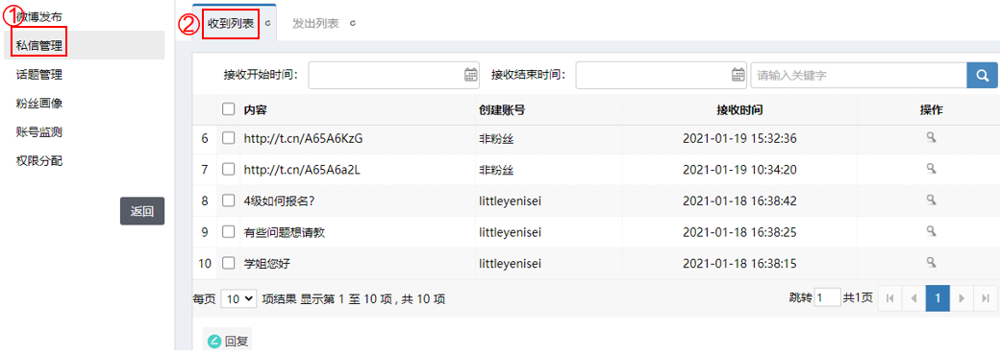 ① 微博发布
私信管理
话题管理
粉丝画像
账号监测
权限分配
返回
② 收到列表 发出列表
接收开始时间: 接收结束时间: 请输入关键字
内容 创建账号 接收时间 操作
6 http://t.cn/A65A6KzG 非粉丝 2021-01-19 15:32:36
7 http://t.cn/A65A6a2L 非粉丝 2021-01-19 10:34:20
8 4级如何报名? littleyenisei 2021-01-18 16:38:42
9 有些问题想请教 littleyenisei 2021-01-18 16:38:25
10 学姐您好 littleyenisei 2021-01-18 16:38:15
每页 10 项结果 显示第 1 至 10 项 , 共 10 项 跳转 1 共1页 1
回复